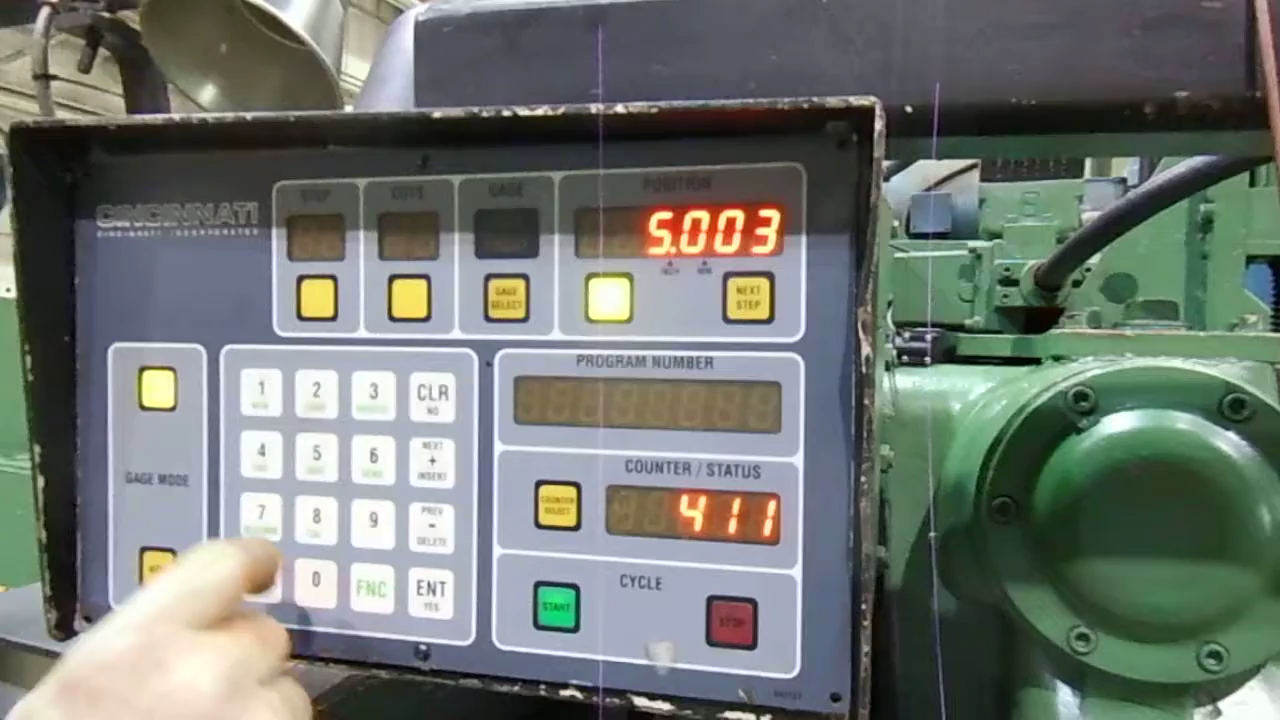 CINCINNATI
CINCINNATI INCORPORATED
STEP
CUTS
GAGE
POSITION
5.003
INCH
MM
GAGE SELECT
NEXT STEP
PROGRAM NUMBER
GAGE MODE
1
2
3
CLR
NO
4
5
6
NEXT
+
INSERT
7
8
9
PREV
-
DELETE
0
FNC
ENT
YES
COUNTER / STATUS
COUNTER SELECT
411
CYCLE
START
STOP